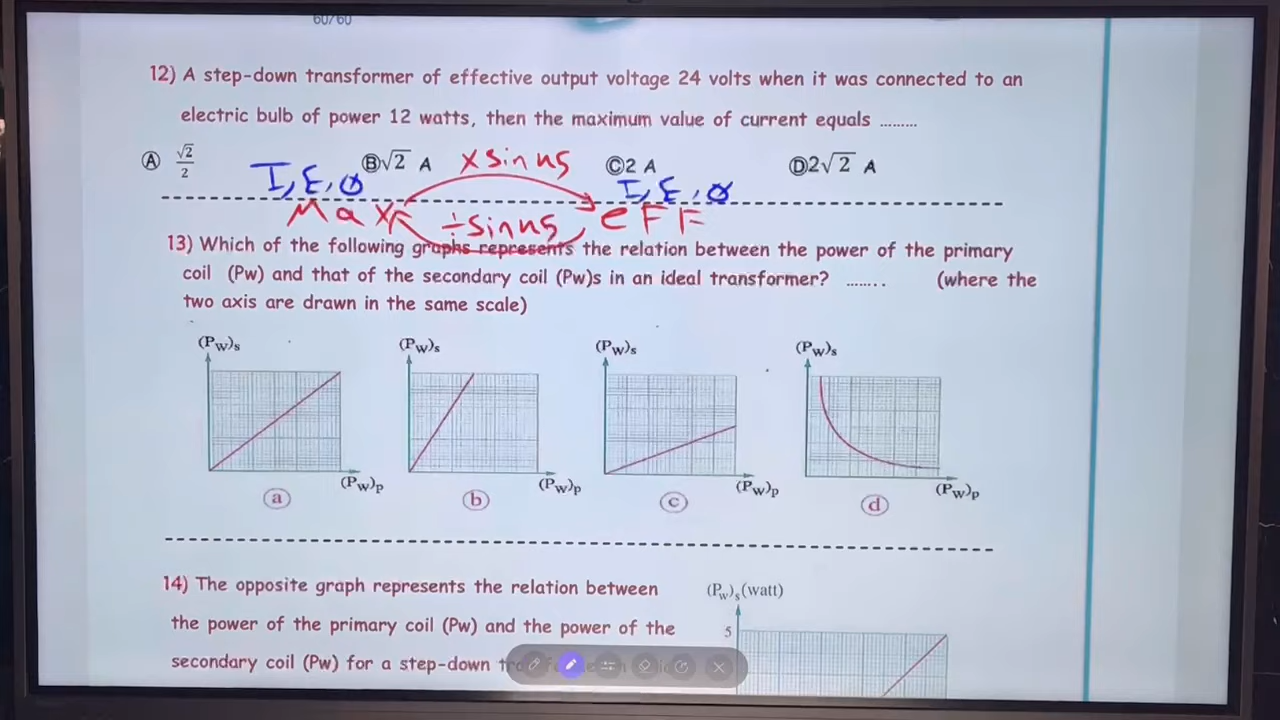 60/60
12) A step-down transformer of effective output voltage 24 volts when it was connected to an
electric bulb of power 12 watts, then the maximum value of current equals .........
Ⓐ √2/2 Ⓑ√2 A Ⓒ2 A Ⓓ2√2 A
x sin 45
I, ε, Ø I, ε, Ø
Max ÷ sin 45 eFF
13) Which of the following graphs represents the relation between the power of the primary
coil (Pw) and that of the secondary coil (Pw)s in an ideal transformer? ........ (where the
two axis are drawn in the same scale)
(Pw)s (Pw)s (Pw)s (Pw)s
(Pw)p (Pw)p (Pw)p (Pw)p
ⓐ ⓑ ⓒ ⓓ
14) The opposite graph represents the relation between
the power of the primary coil (Pw) and the power of the
secondary coil (Pw) for a step-down
(Pw)s(watt)
5